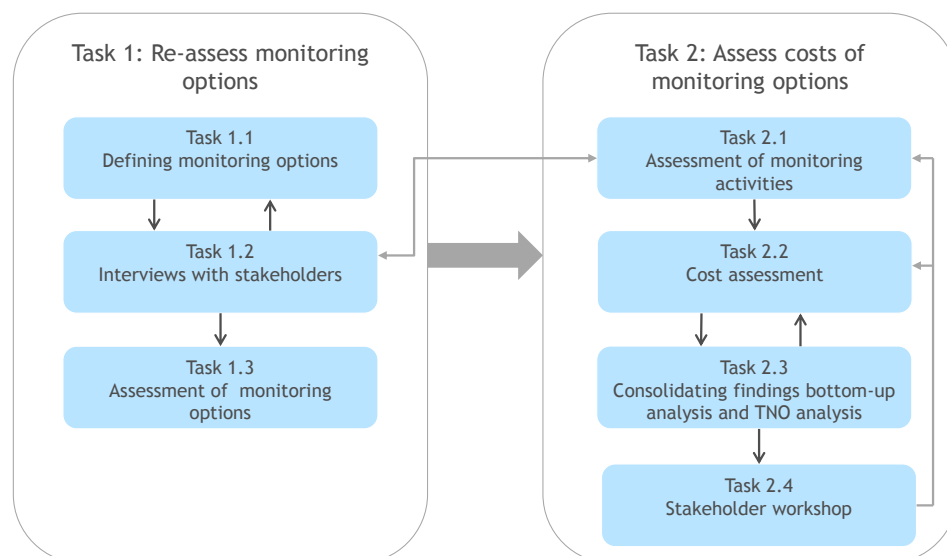 Task 1: Re-assess monitoring
options
Task 1.1
Defining monitoring options
Task 1.2
Interviews with stakeholders
Task 1.3
Assessment of  monitoring
options
Task 2: Assess costs of
monitoring options
Task 2.1
Assessment of monitoring
activities
Task 2.2
Cost assessment
Task 2.3
Consolidating findings bottom-up
analysis and TNO analysis
Task 2.4
Stakeholder workshop